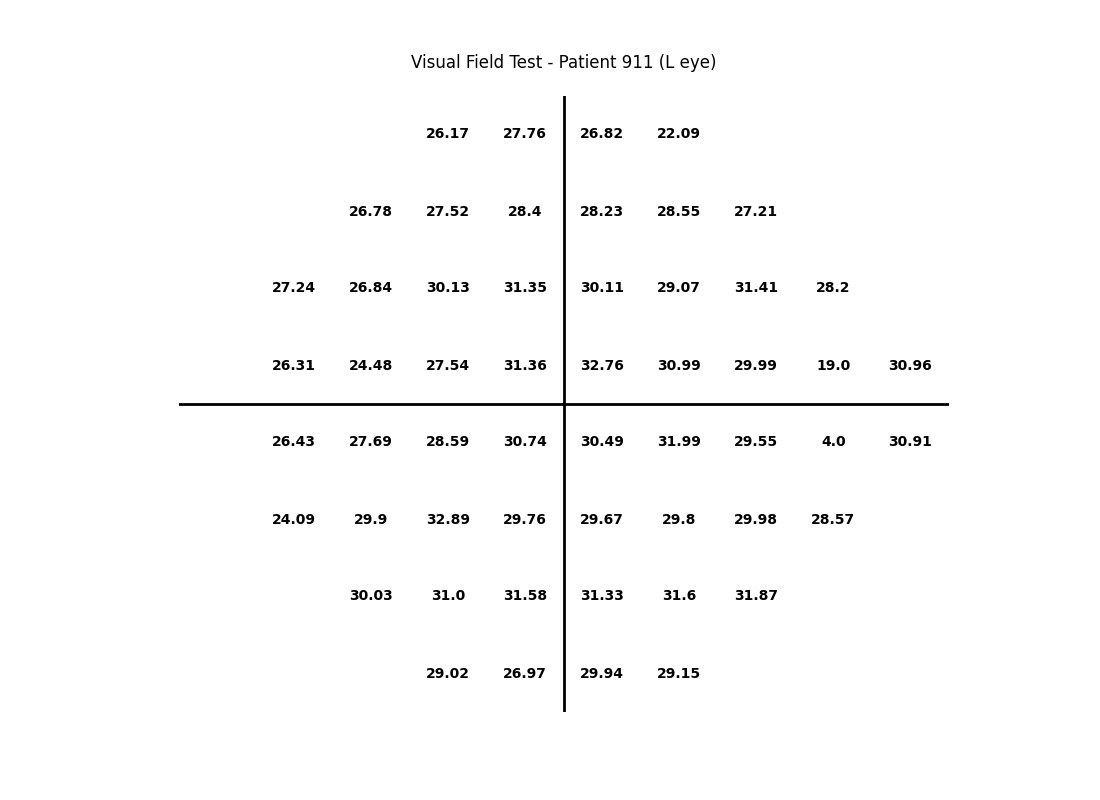 Visual Field Test - Patient 911 (L eye)
26.17 27.76 26.82 22.09
26.78 27.52 28.4 28.23 28.55 27.21
27.24 26.84 30.13 31.35 30.11 29.07 31.41 28.2
26.31 24.48 27.54 31.36 32.76 30.99 29.99 19.0 30.96
26.43 27.69 28.59 30.74 30.49 31.99 29.55 4.0 30.91
24.09 29.9 32.89 29.76 29.67 29.8 29.98 28.57
30.03 31.0 31.58 31.33 31.6 31.87
29.02 26.97 29.94 29.15